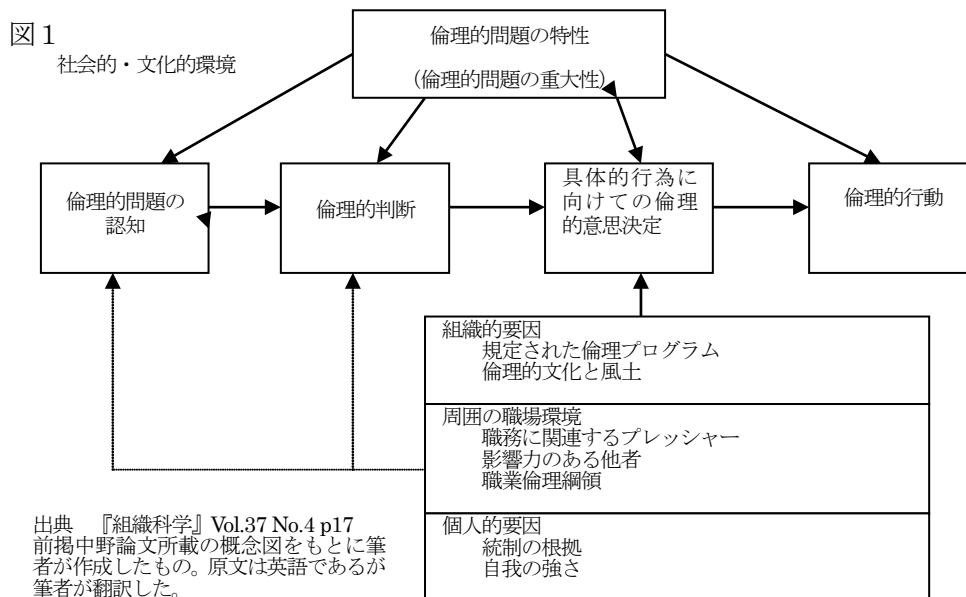 図1
社会的・文化的環境
倫理的問題の特性
(倫理的問題の重大性)
倫理的問題の
認知
倫理的判断
具体的行為に
向けての倫理
的意思決定
倫理的行動
組織的要因
規定された倫理プログラム
倫理的文化と風土
周囲の職場環境
職務に関連するプレッシャー
影響力のある他者
職業倫理綱領
個人的要因
統制の根拠
自我の強さ
出典 『組織科学』Vol.37 No.4 p17
前掲中野論文所載の概念図をもとに筆
者が作成したもの。原文は英語であるが
筆者が翻訳した。